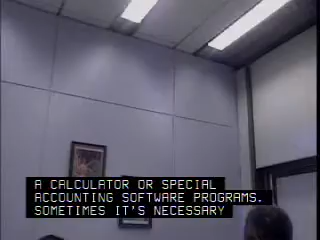 A CALCULATOR OR SPECIAL
ACCOUNTING SOFTWARE PROGRAMS.
SOMETIMES IT'S NECESSARY